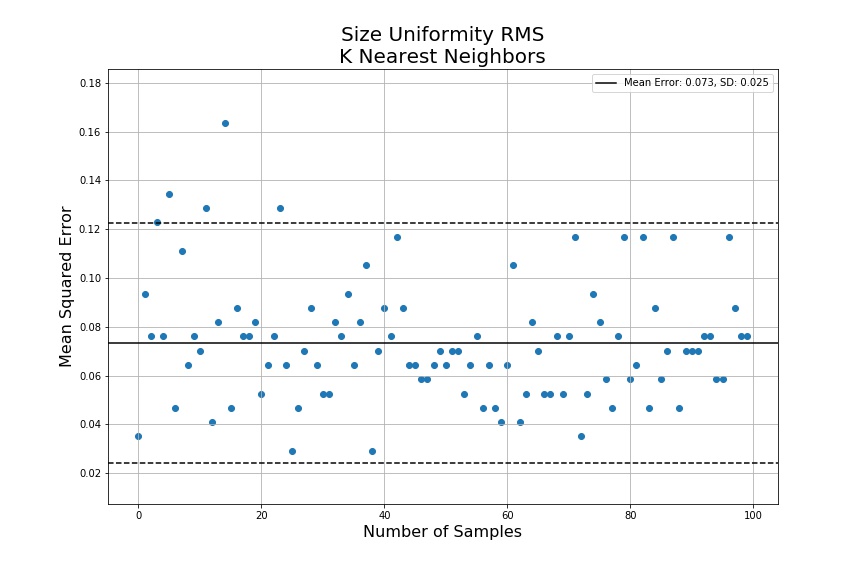 Size Uniformity RMS
K Nearest Neighbors
Mean Error: 0.073, SD: 0.025
Mean Squared Error
0.18
0.16
0.14
0.12
0.10
0.08
0.06
0.04
0.02
0 20 40 60 80 100
Number of Samples